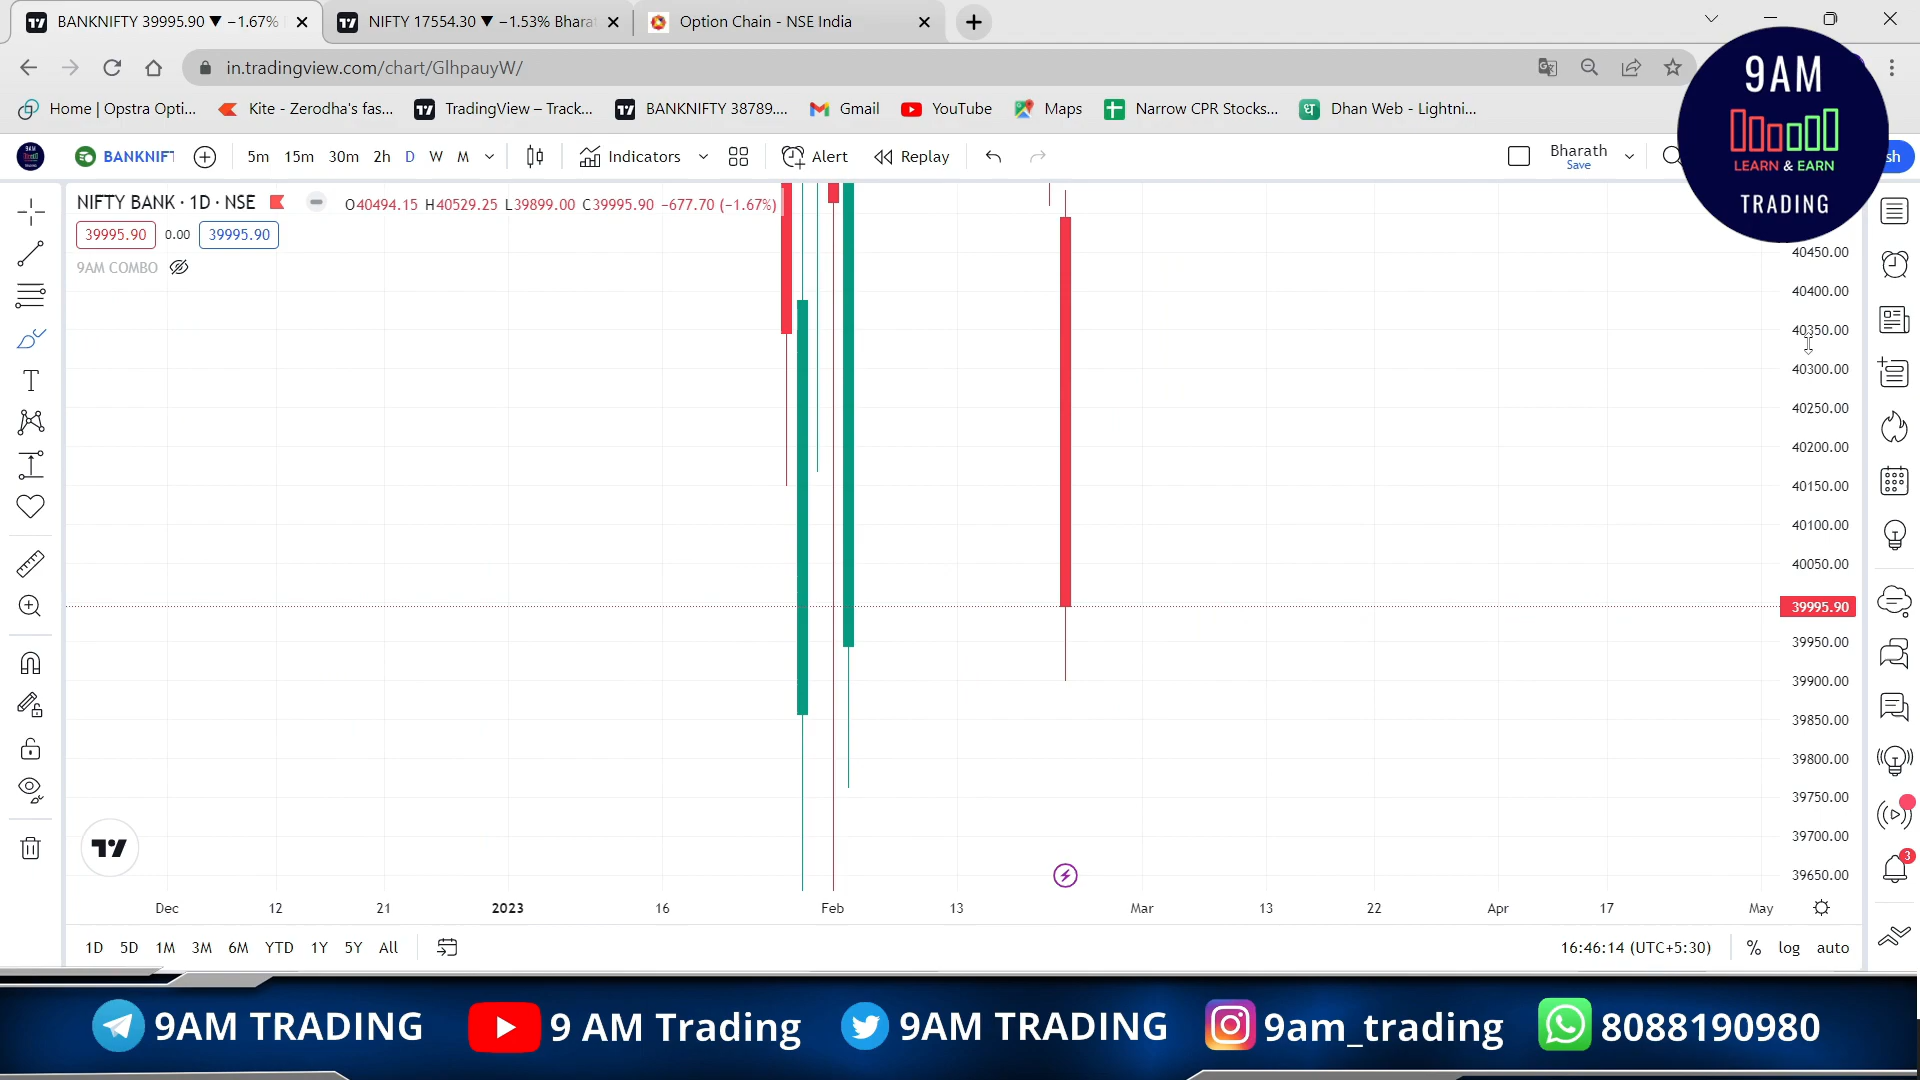 BANKNIFTY 39995.90 ▼ −1.67%
NIFTY 17554.30 ▼ −1.53% Bhara
Option Chain - NSE India
in.tradingview.com/chart/GlhpauyW/
Home | Opstra Opti...
Kite - Zerodha's fas...
TradingView – Track...
BANKNIFTY 38789....
Gmail
YouTube
Maps
Narrow CPR Stocks...
Dhan Web - Lightni...
9AM
LEARN & EARN
TRADING
BANKNIFT
5m 15m 30m 2h D W M
Indicators
Alert
Replay
Bharath
Save
sh
NIFTY BANK · 1D · NSE
O40494.15 H40529.25 L39899.00 C39995.90 −677.70 (−1.67%)
39995.90 0.00 39995.90
9AM COMBO
40450.00
40400.00
40350.00
40300.00
40250.00
40200.00
40150.00
40100.00
40050.00
39995.90
39950.00
39900.00
39850.00
39800.00
39750.00
39700.00
39650.00
3
Dec 12 21 2023 16 Feb 13 Mar 13 22 Apr 17 May
1D 5D 1M 3M 6M YTD 1Y 5Y All
16:46:14 (UTC+5:30) % log auto
9AM TRADING
9 AM Trading
9AM TRADING
9am_trading
8088190980